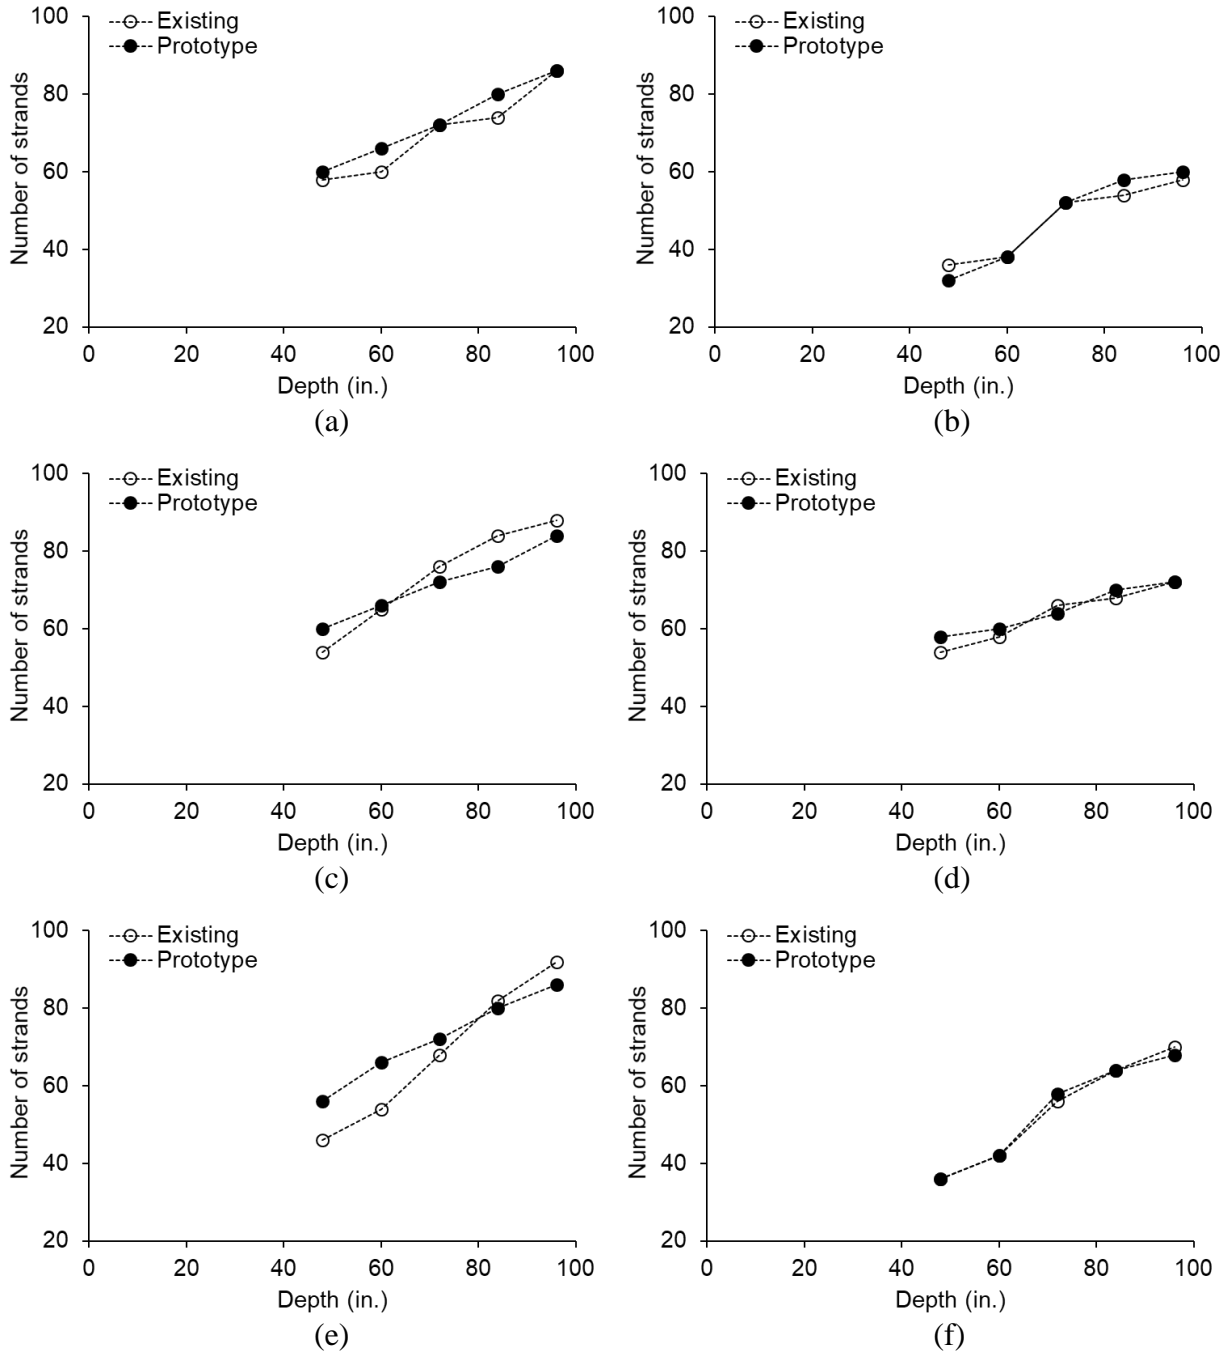 100
80
60
40
20
Number of strands
Existing
Prototype
0 20 40 60 80 100
Depth (in.)
(a)
100
80
60
40
20
Number of strands
Existing
Prototype
0 20 40 60 80 100
Depth (in.)
(b)
100
80
60
40
20
Number of strands
Existing
Prototype
0 20 40 60 80 100
Depth (in.)
(c)
100
80
60
40
20
Number of strands
Existing
Prototype
0 20 40 60 80 100
Depth (in.)
(d)
100
80
60
40
20
Number of strands
Existing
Prototype
0 20 40 60 80 100
Depth (in.)
(e)
100
80
60
40
20
Number of strands
Existing
Prototype
0 20 40 60 80 100
Depth (in.)
(f)